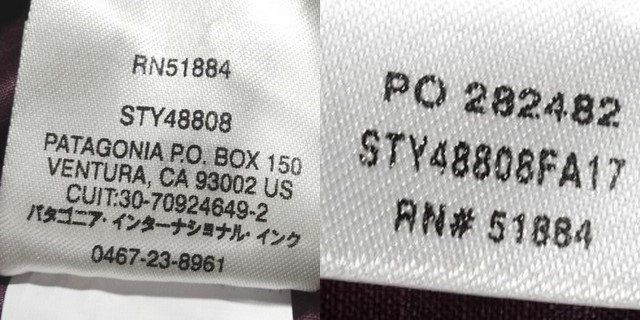 RN51884
STY48808
PATAGONIA P.O. BOX 150
VENTURA, CA 93002 US
CUIT:30-70924649-2
パタゴニア・インターナショナル・インク
0467-23-8961
PO 282482
STY48808FA17
RN# 51884